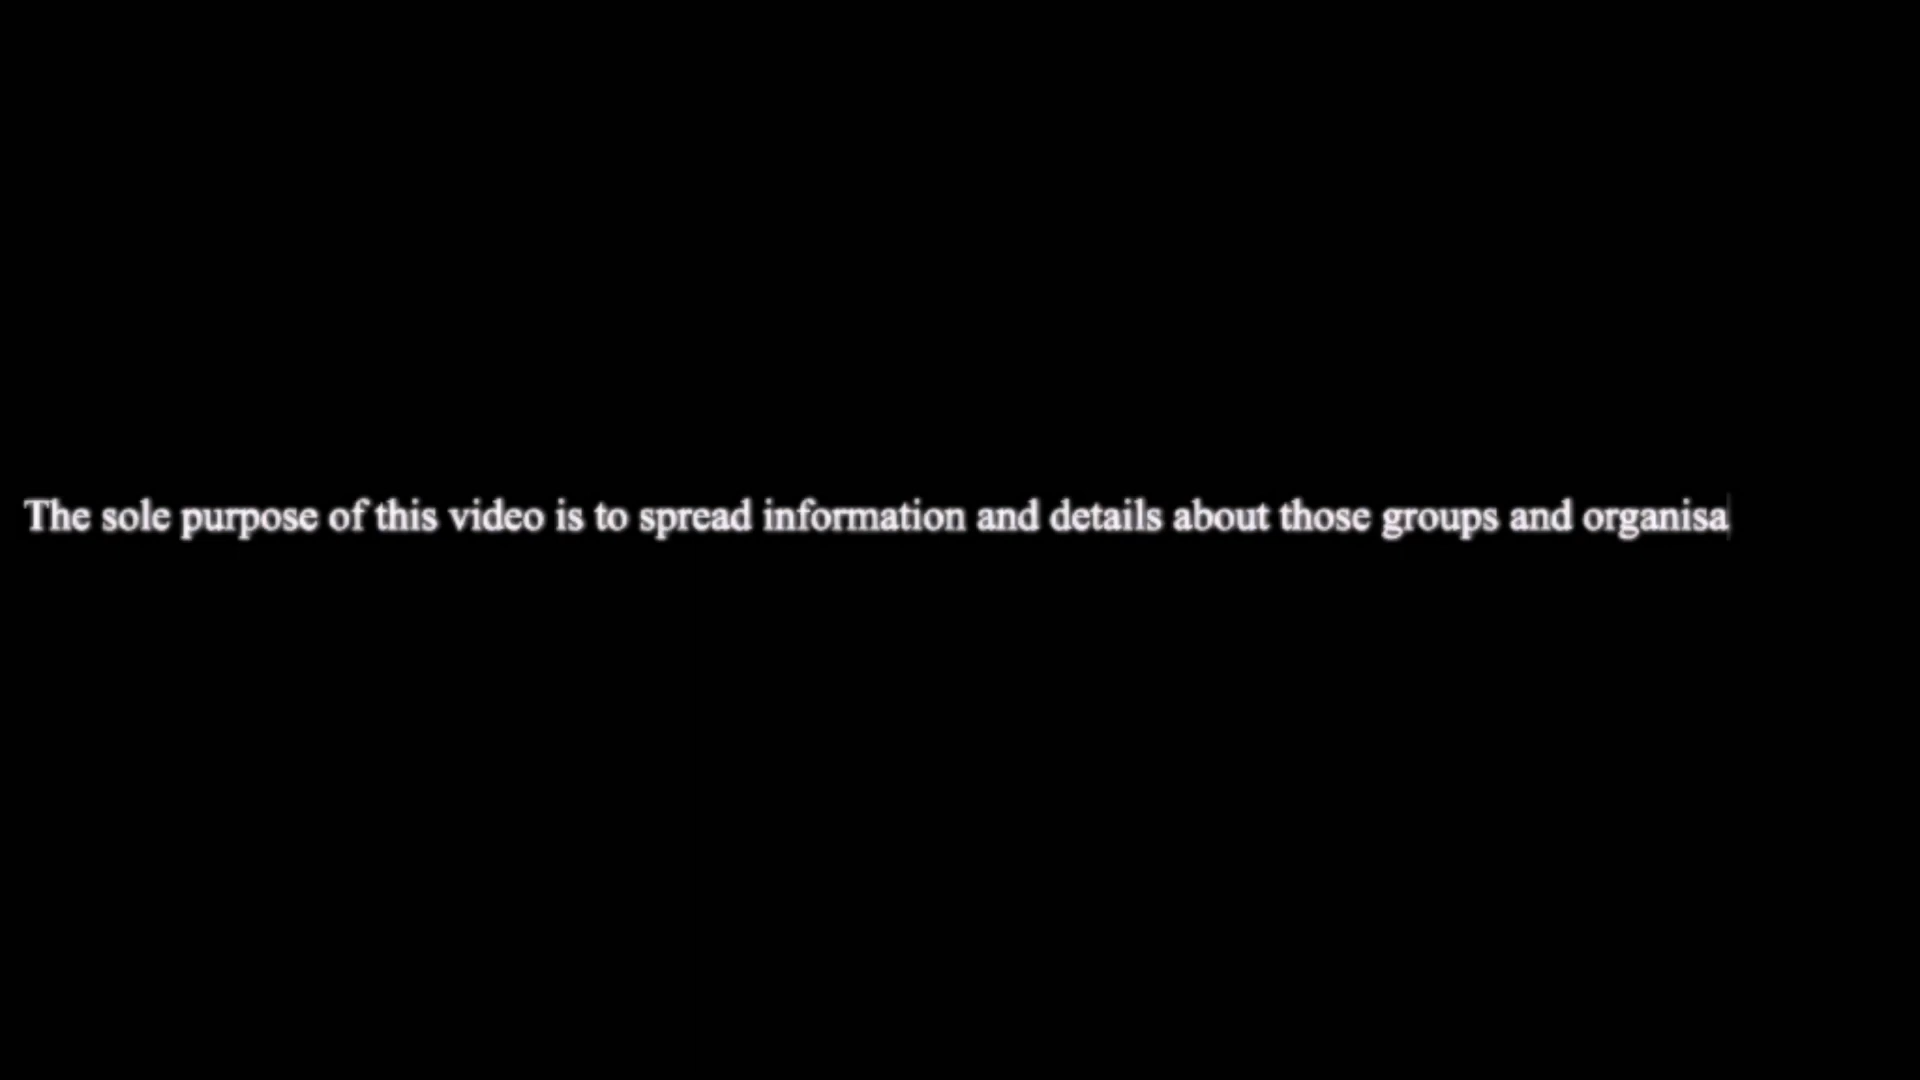 The sole purpose of this video is to spread information and details about those groups and organisa